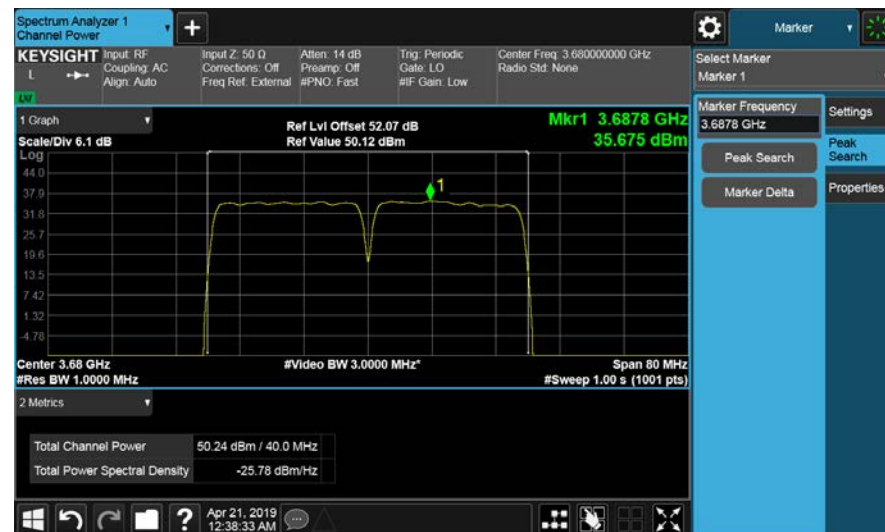 Spectrum Analyzer 1
Channel Power
+
Marker
KEYSIGHT
L
LXI
Input: RF
Coupling: AC
Align: Auto
Input Z: 50 Ω
Corrections: Off
Freq Ref: External
Atten: 14 dB
Preamp: Off
#PNO: Fast
Trig: Periodic
Gate: LO
#IF Gain: Low
Center Freq: 3.680000000 GHz
Radio Std: None
Select Marker
Marker 1
Marker Frequency
3.6878 GHz
Peak Search
Marker Delta
Settings
Peak
Search
Properties
1 Graph
Scale/Div 6.1 dB
Log
Ref Lvl Offset 52.07 dB
Ref Value 50.12 dBm
Mkr1 3.6878 GHz
35.675 dBm
1
44.0
37.9
31.8
25.7
19.6
13.5
7.42
1.32
-4.78
Center 3.68 GHz
#Res BW 1.0000 MHz
#Video BW 3.0000 MHz*
Span 80 MHz
#Sweep 1.00 s (1001 pts)
2 Metrics
Total Channel Power 50.24 dBm / 40.0 MHz
Total Power Spectral Density -25.78 dBm/Hz
?
Apr 21, 2019
12:38:33 AM